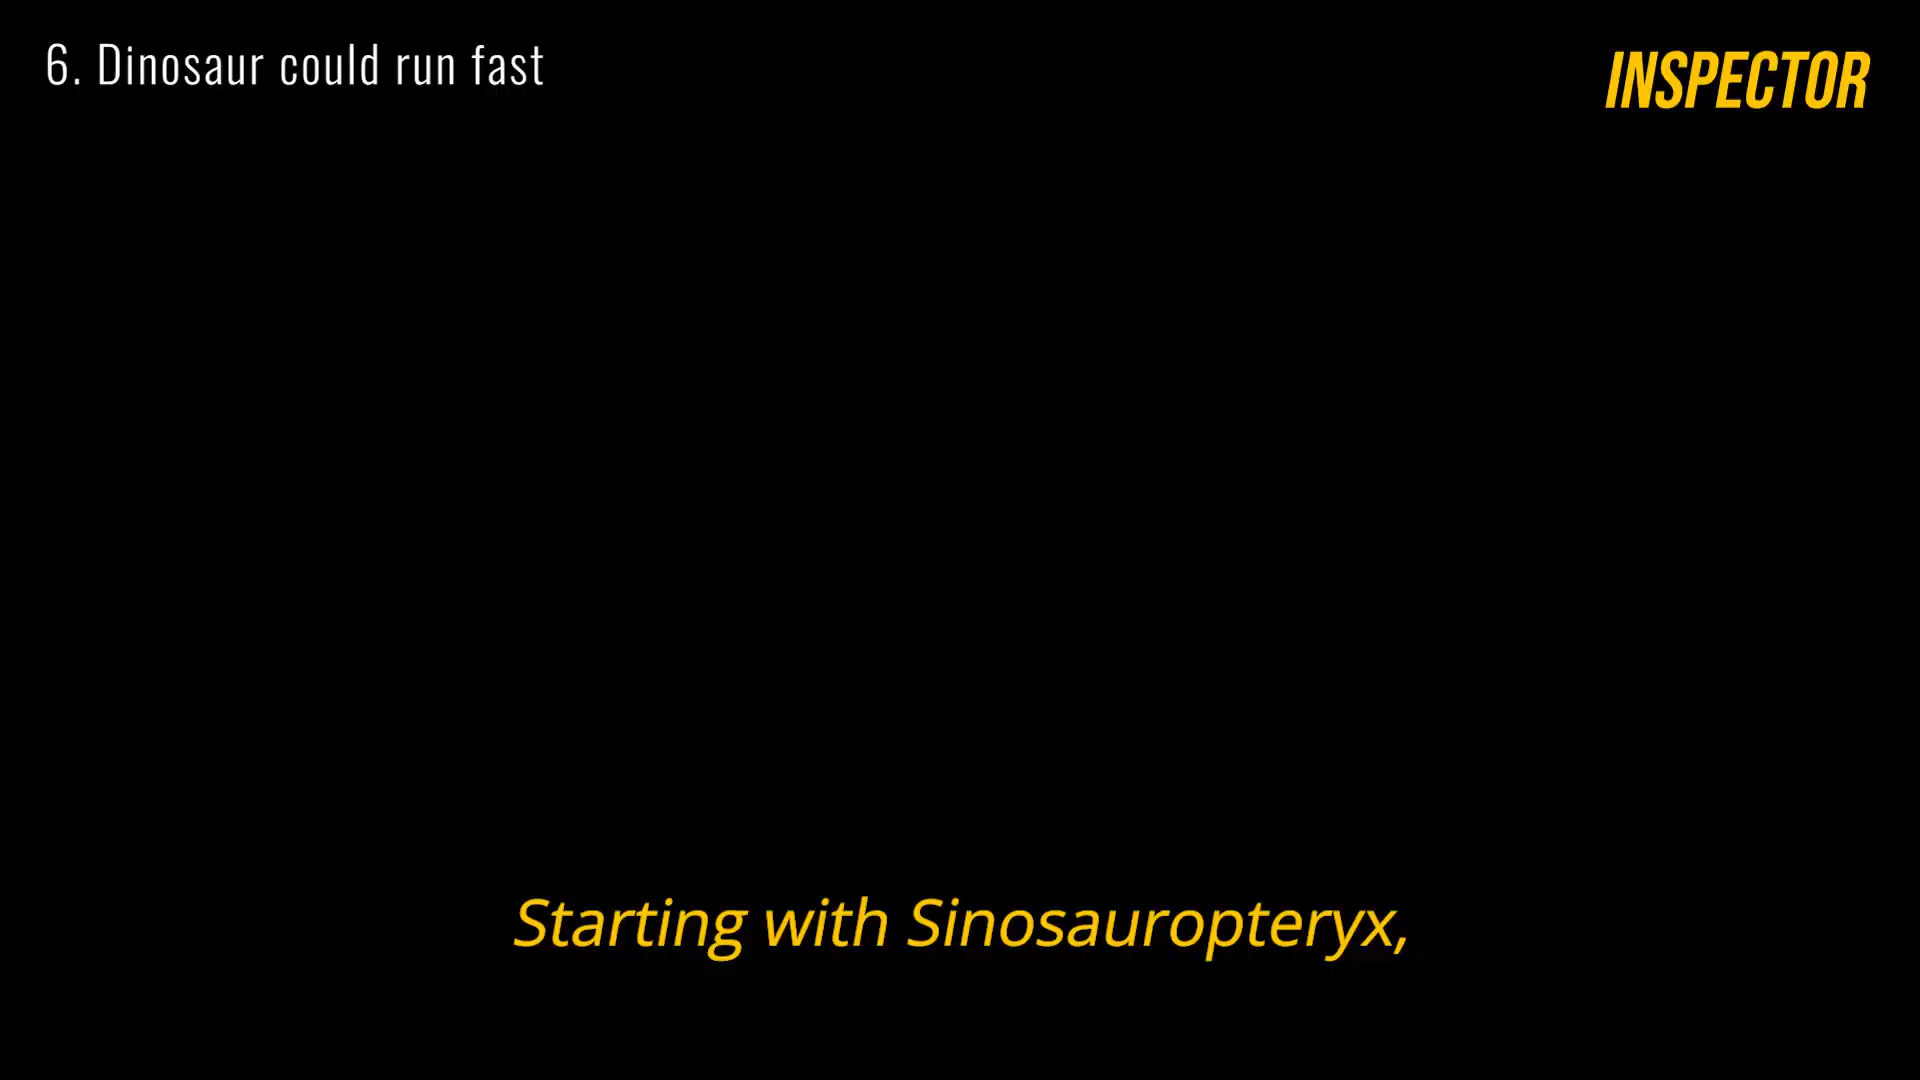 6. Dinosaur could run fast
INSPECTOR
Starting with Sinosauropteryx,